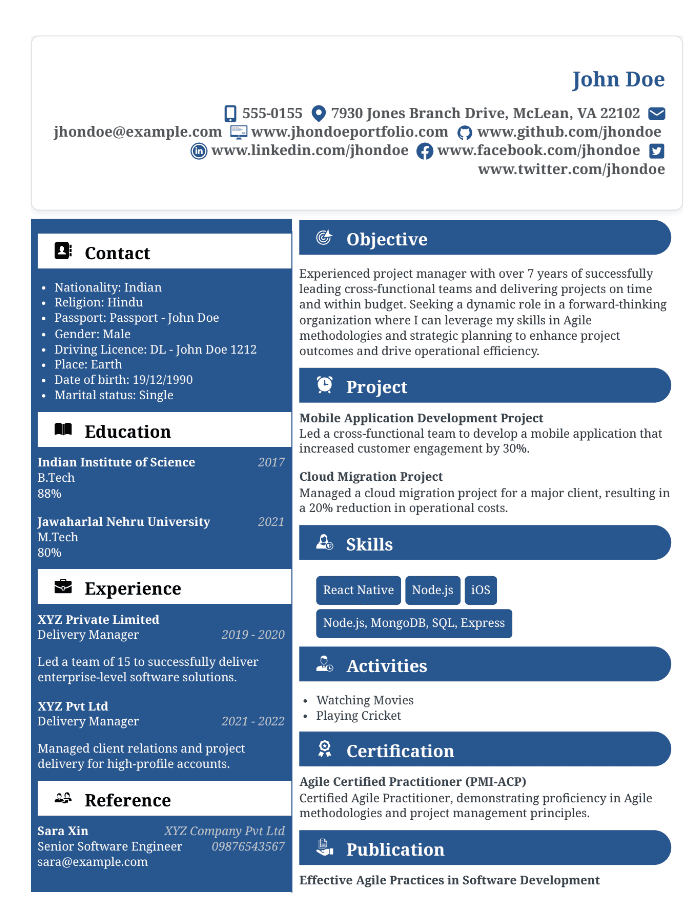 John Doe
555-0155 7930 Jones Branch Drive, McLean, VA 22102
jhondoe@example.com www.jhondoeportfolio.com www.github.com/jhondoe
www.linkedin.com/jhondoe www.facebook.com/jhondoe
www.twitter.com/jhondoe
Contact
• Nationality: Indian
• Religion: Hindu
• Passport: Passport - John Doe
• Gender: Male
• Driving Licence: DL - John Doe 1212
• Place: Earth
• Date of birth: 19/12/1990
• Marital status: Single
Education
Indian Institute of Science 2017
B.Tech
88%
Jawaharlal Nehru University 2021
M.Tech
80%
Experience
XYZ Private Limited
Delivery Manager 2019 - 2020
Led a team of 15 to successfully deliver
enterprise-level software solutions.
XYZ Pvt Ltd
Delivery Manager 2021 - 2022
Managed client relations and project
delivery for high-profile accounts.
Reference
Sara Xin XYZ Company Pvt Ltd
Senior Software Engineer 09876543567
sara@example.com
Objective
Experienced project manager with over 7 years of successfully
leading cross-functional teams and delivering projects on time
and within budget. Seeking a dynamic role in a forward-thinking
organization where I can leverage my skills in Agile
methodologies and strategic planning to enhance project
outcomes and drive operational efficiency.
Project
Mobile Application Development Project
Led a cross-functional team to develop a mobile application that
increased customer engagement by 30%.
Cloud Migration Project
Managed a cloud migration project for a major client, resulting in
a 20% reduction in operational costs.
Skills
React Native Node.js iOS
Node.js, MongoDB, SQL, Express
Activities
• Watching Movies
• Playing Cricket
Certification
Agile Certified Practitioner (PMI-ACP)
Certified Agile Practitioner, demonstrating proficiency in Agile
methodologies and project management principles.
Publication
Effective Agile Practices in Software Development